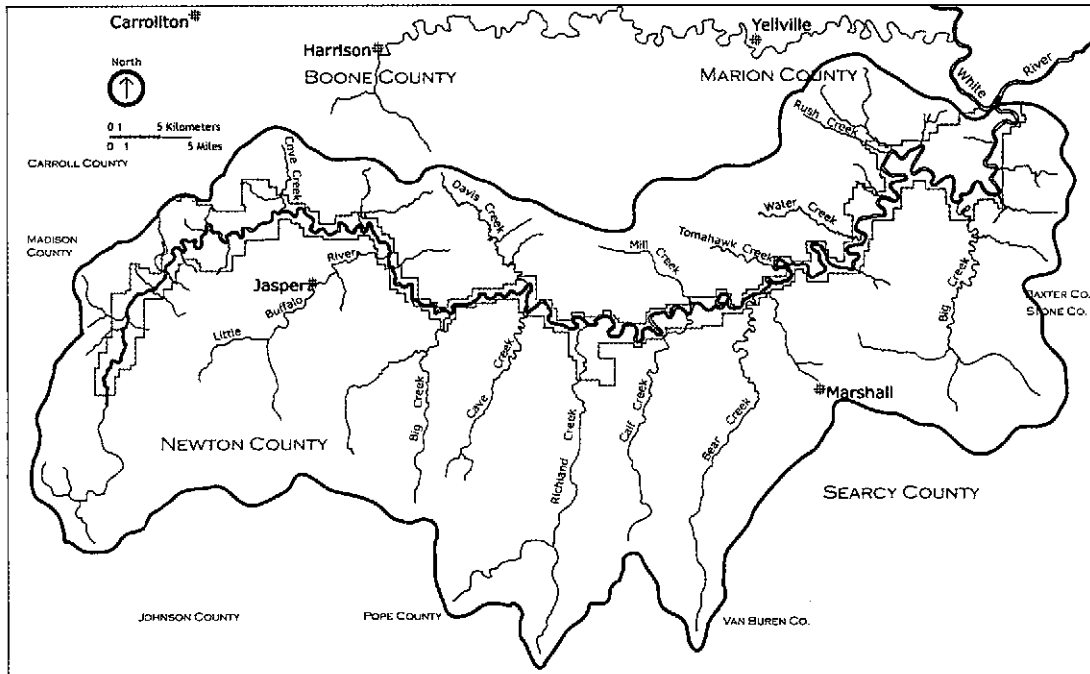 Carrollton
Yellville
Harrison
North
BOONE COUNTY
MARION COUNTY
White River
0 1 5 Kilometers
0 1 5 Miles
Rush Creek
CARROLL COUNTY
Cove Creek
Davis Creek
Water Creek
MADISON COUNTY
Mill Creek
Tomahawk Creek
Jasper
Little Buffalo River
Big Creek
BAXTER CO.
STONE CO.
Big Creek
Cave Creek
Richland Creek
Calf Creek
Bear Creek
Marshall
NEWTON COUNTY
SEARCY COUNTY
JOHNSON COUNTY
POPE COUNTY
VAN BUREN CO.